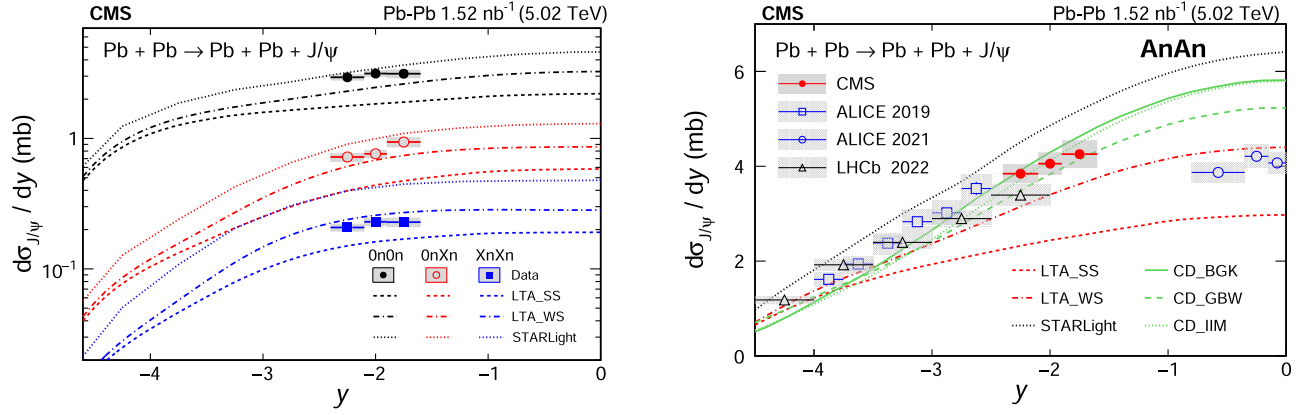 CMS Pb-Pb 1.52 nb⁻¹ (5.02 TeV)
Pb + Pb → Pb + Pb + J/ψ
1
10⁻¹
dσ_J/ψ / dy (mb)
0n0n 0nXn XnXn
Data
LTA_SS
LTA_WS
STARLight
−4 −3 −2 −1 0
y
CMS Pb-Pb 1.52 nb⁻¹ (5.02 TeV)
Pb + Pb → Pb + Pb + J/ψ AnAn
CMS
ALICE 2019
ALICE 2021
LHCb 2022
6
4
2
0
dσ_J/ψ / dy (mb)
LTA_SS CD_BGK
LTA_WS CD_GBW
STARLight CD_IIM
−4 −3 −2 −1 0
y